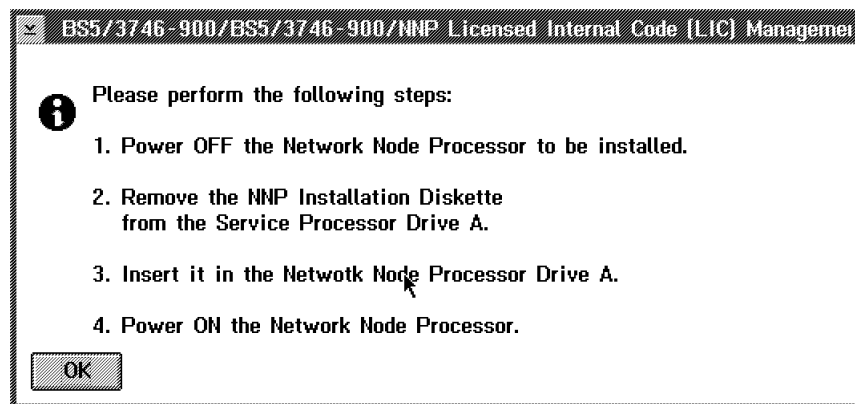 BS5/3746-900/BS5/3746-900/NNP Licensed Internal Code (LIC)
Please perform the following steps:
1. Power OFF the Network Node Processor to be installed.
2. Remove the NNP Installation Diskette
from the Service Processor Drive A.
3. Insert it in the Netwotk Node Processor Drive A.
4. Power ON the Network Node Processor.
OK